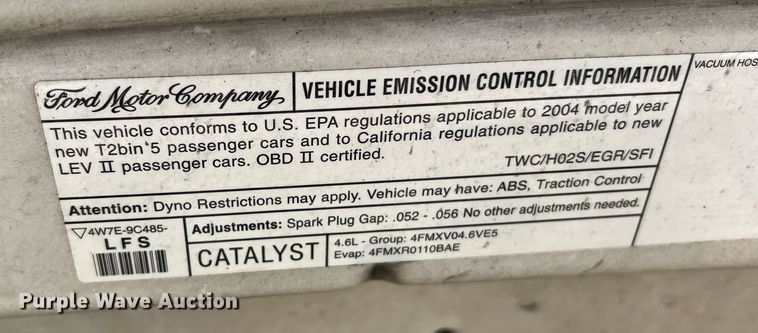 Ford Motor Company
VEHICLE EMISSION CONTROL INFORMATION
VACUUM HOS
This vehicle conforms to U.S. EPA regulations applicable to 2004 model year
new T2bin'5 passenger cars and to California regulations applicable to new
LEV II passenger cars. OBD II certified.
TWC/HO2S/EGR/SFI
Attention: Dyno Restrictions may apply. Vehicle may have: ABS, Traction Control
▽4W7E-9C485-
LFS
Adjustments: Spark Plug Gap: .052 - .056 No other adjustments needed.
CATALYST
4.6L - Group: 4FMXV04.6VE5
Evap: 4FMXR0110BAE
Purple Wave Auction